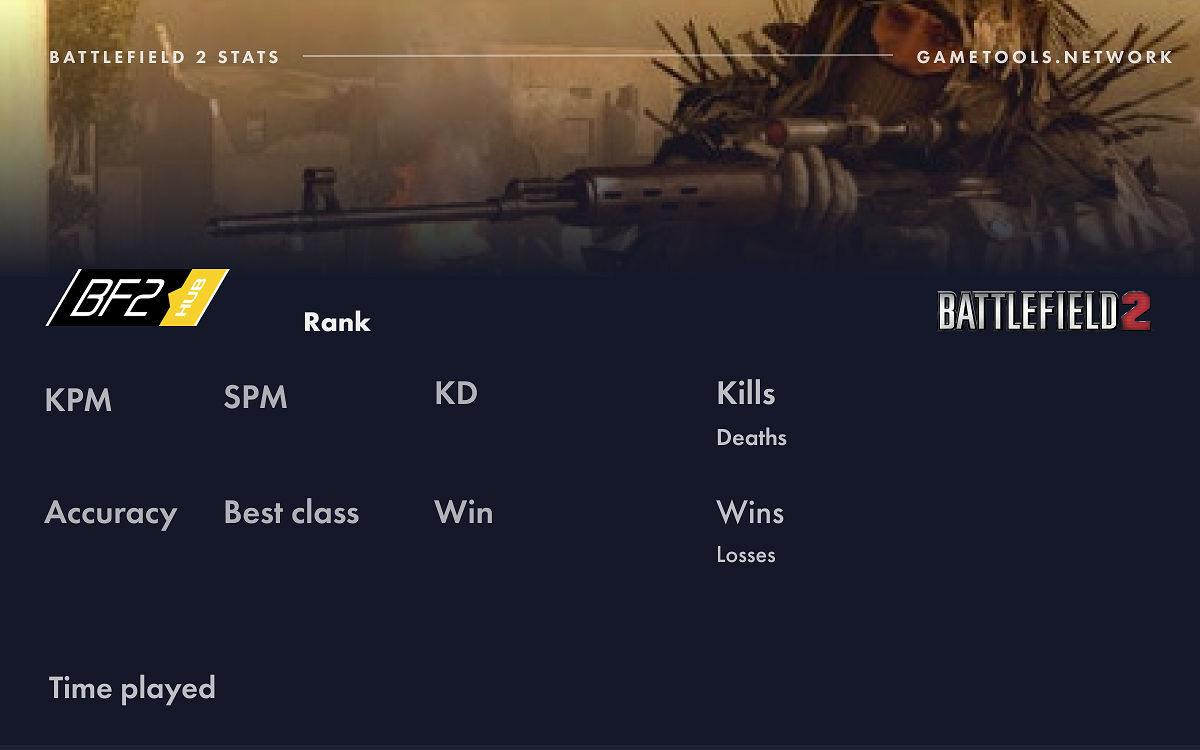 BATTLEFIELD 2 STATS GAMETOOLS.NETWORK
BF2 HUB
Rank
BATTLEFIELD 2
KPM SPM KD Kills
Deaths
Accuracy Best class Win Wins
Losses
Time played